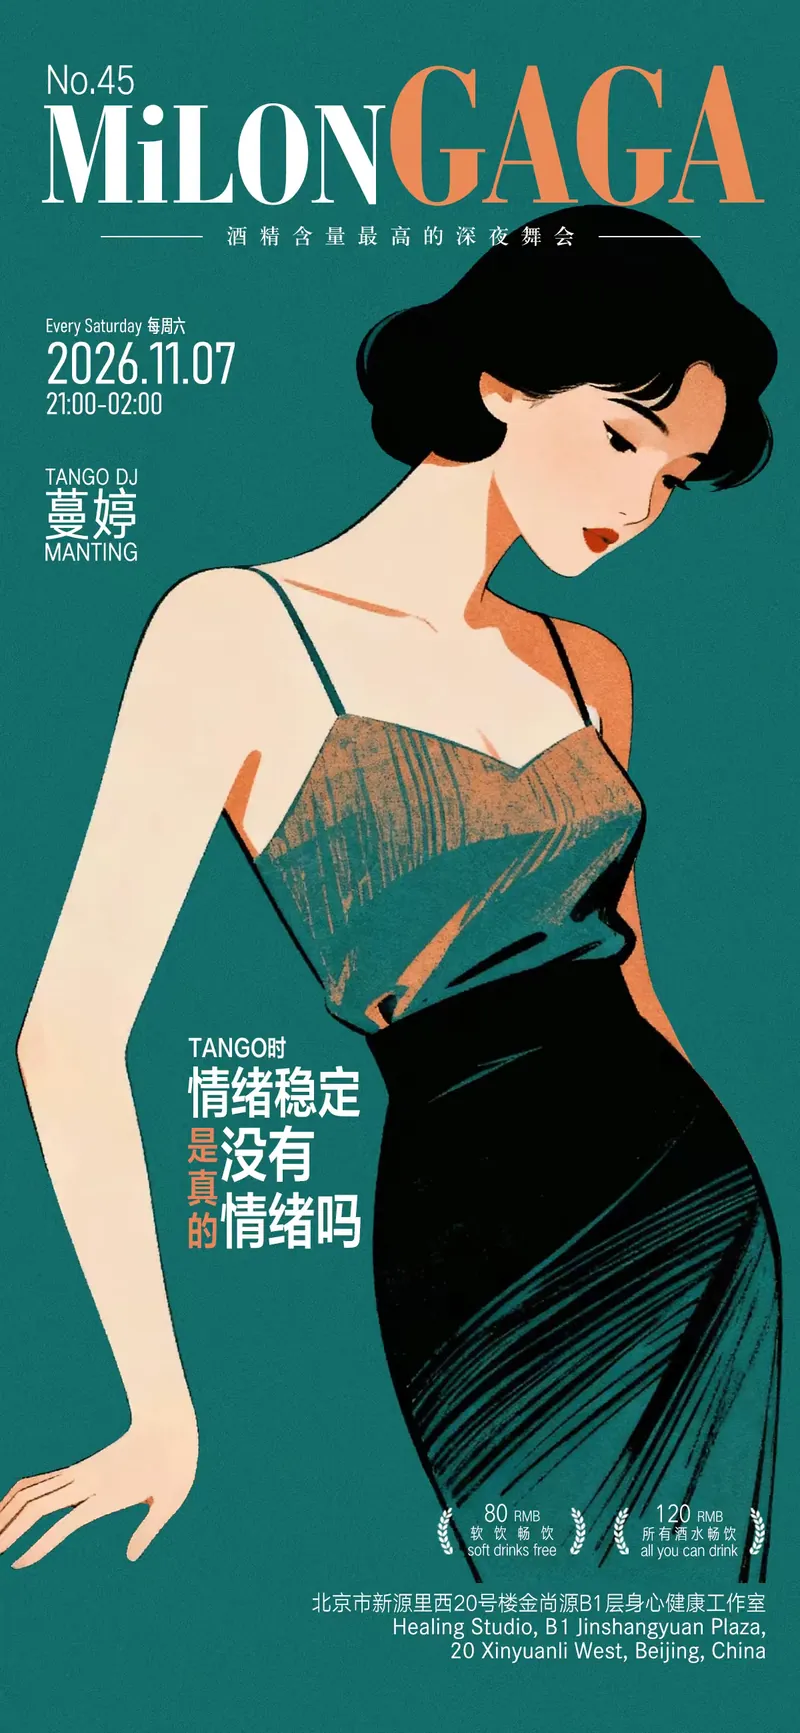 No.45
MiLONGAGA
酒精含量最高的深夜舞会
Every Saturday 每周六
2026.11.07
21:00-02:00
TANGO DJ
蔓婷
MANTING
TANGO时
情绪稳定
是真的
没有
情绪吗
80 RMB
软饮畅饮
soft drinks free
120 RMB
所有酒水畅饮
all you can drink
北京市新源里西20号楼金尚源B1层身心健康工作室
Healing Studio, B1 Jinshangyuan Plaza,
20 Xinyuanli West, Beijing, China